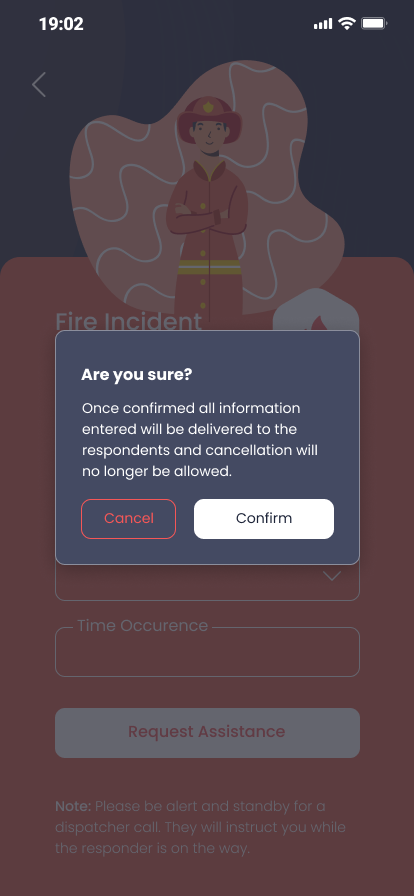 19:02
Fire Incident
Are you sure?
Once confirmed all information
entered will be delivered to the
respondents and cancellation will
no longer be allowed.
Cancel Confirm
Time Occurence
Request Assistance
Note: Please be alert and standby for a
dispatcher call. They will instruct you while
the responder is on the way.